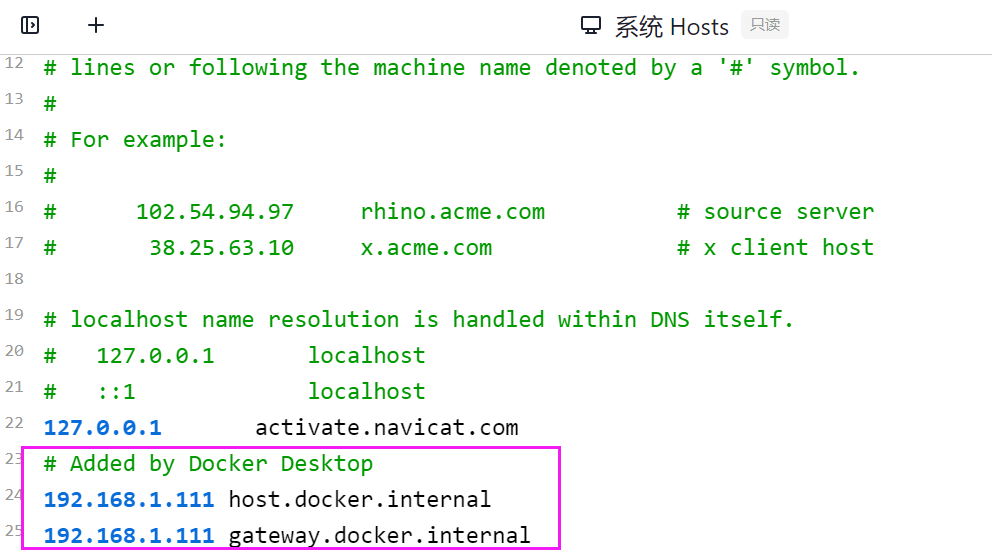 系统 Hosts 只读
12 # lines or following the machine name denoted by a '#' symbol.
13 #
14 # For example:
15 #
16 # 102.54.94.97 rhino.acme.com # source server
17 # 38.25.63.10 x.acme.com # x client host
18
19 # localhost name resolution is handled within DNS itself.
20 # 127.0.0.1 localhost
21 # ::1 localhost
22 127.0.0.1 activate.navicat.com
23 # Added by Docker Desktop
24 192.168.1.111 host.docker.internal
25 192.168.1.111 gateway.docker.internal